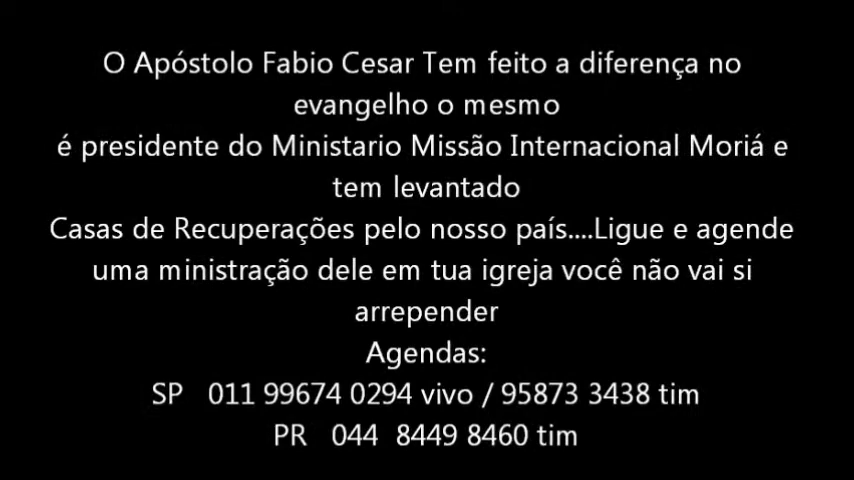 O Apóstolo Fabio Cesar Tem feito a diferença no
evangelho o mesmo
é presidente do Ministario Missão Internacional Moriá e
tem levantado
Casas de Recuperações pelo nosso país....Ligue e agende
uma ministração dele em tua igreja você não vai si
arrepender
Agendas:
SP 011 99674 0294 vivo / 95873 3438 tim
PR 044 8449 8460 tim